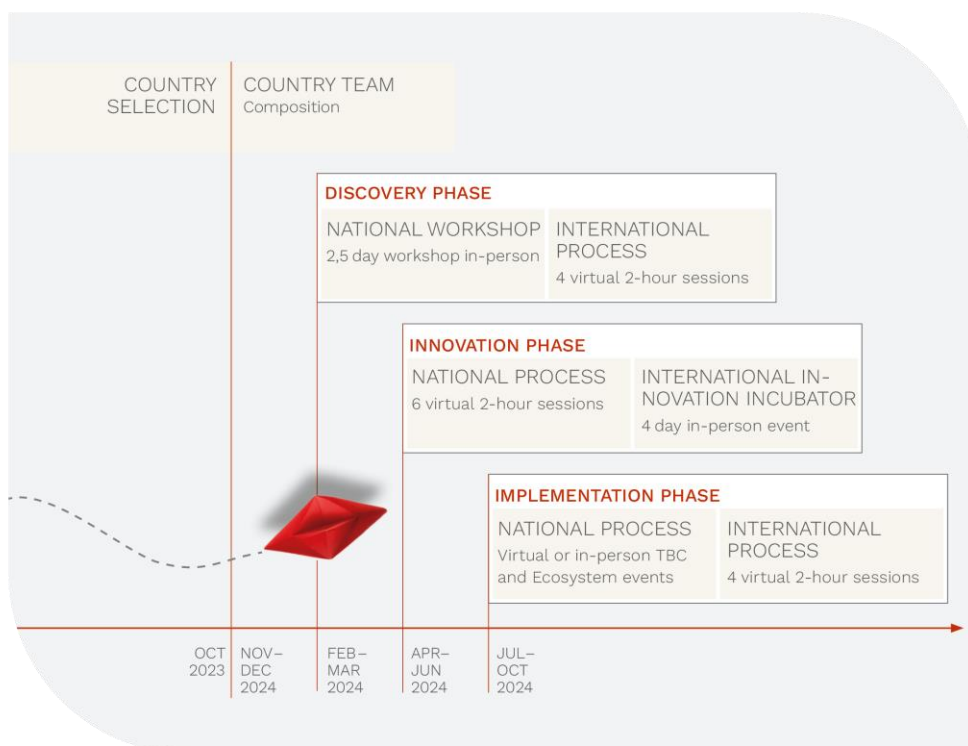 COUNTRY
SELECTION
COUNTRY TEAM
Composition
DISCOVERY PHASE
NATIONAL WORKSHOP
2,5 day workshop in-person
INTERNATIONAL
PROCESS
4 virtual 2-hour sessions
INNOVATION PHASE
NATIONAL PROCESS
6 virtual 2-hour sessions
INTERNATIONAL IN-
NOVATION INCUBATOR
4 day in-person event
IMPLEMENTATION PHASE
NATIONAL PROCESS
Virtual or in-person TBC
and Ecosystem events
INTERNATIONAL
PROCESS
4 virtual 2-hour sessions
OCT
2023
NOV–
DEC
2024
FEB–
MAR
2024
APR–
JUN
2024
JUL–
OCT
2024